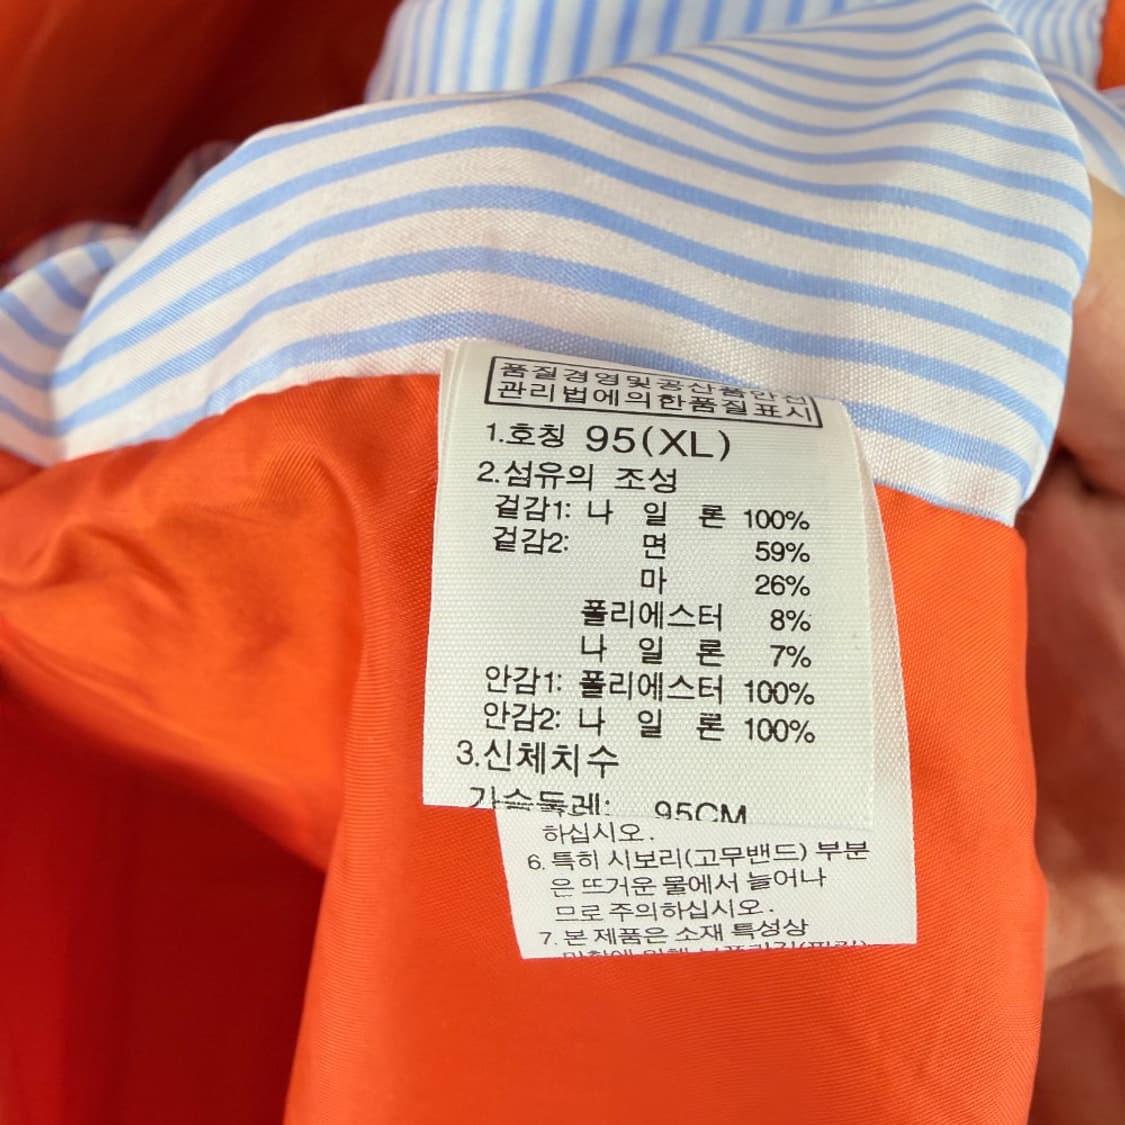 품질경영및공산품안전
관리법에의한품질표시
1.호칭 95(XL)
2.섬유의 조성
겉감1: 나 일 론 100%
겉감2: 면 59%
마 26%
폴리에스터 8%
나 일 론 7%
안감1: 폴리에스터 100%
안감2: 나 일 론 100%
3.신체치수
가슴둘레: 95CM
하십시오.
6. 특히 시보리(고무밴드) 부분
은 뜨거운 물에서 늘어나
므로 주의하십시오.
7. 본 제품은 소재 특성상